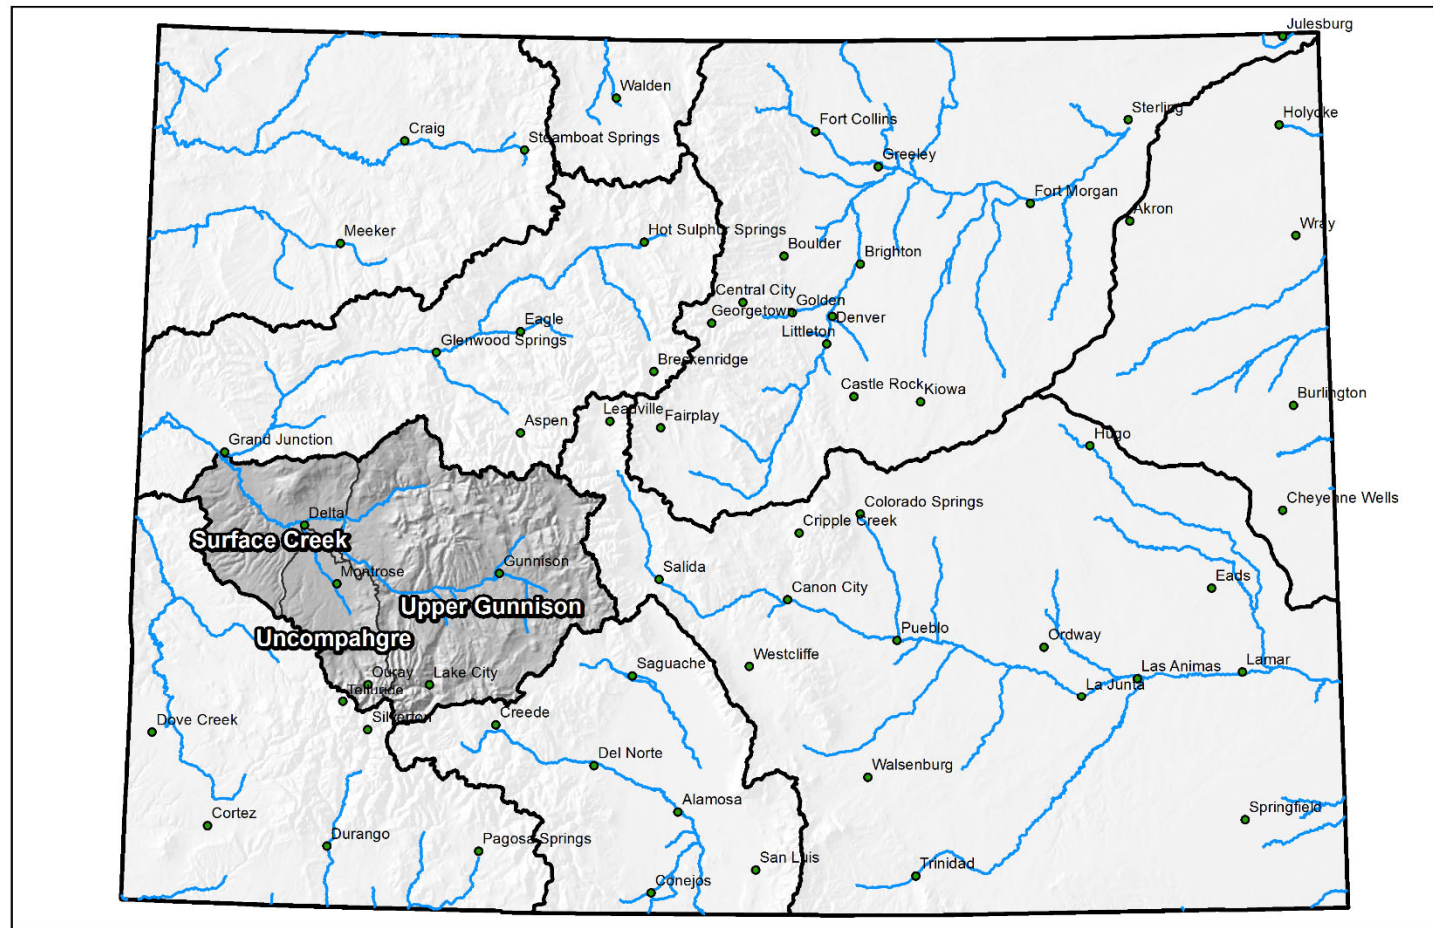 Julesburg
Walden
Sterling
Holyoke
Fort Collins
Craig
Steamboat Springs
Greeley
Fort Morgan
Akron
Meeker
Hot Sulphur Springs
Boulder
Brighton
Wray
Central City
Golden
Georgetown
Denver
Eagle
Littleton
Glenwood Springs
Breckenridge
Castle Rock
Kiowa
Burlington
Leadville
Fairplay
Aspen
Hugo
Grand Junction
Cheyenne Wells
Colorado Springs
Delta
Cripple Creek
Surface Creek
Gunnison
Salida
Montrose
Eads
Canon City
Upper Gunnison
Uncompahgre
Pueblo
Ordway
Westcliffe
Saguache
Las Animas
Lamar
Ouray
Lake City
La Junta
Telluride
Dove Creek
Silverton
Creede
Del Norte
Walsenburg
Alamosa
Springfield
Cortez
Durango
Pagosa Springs
San Luis
Trinidad
Conejos